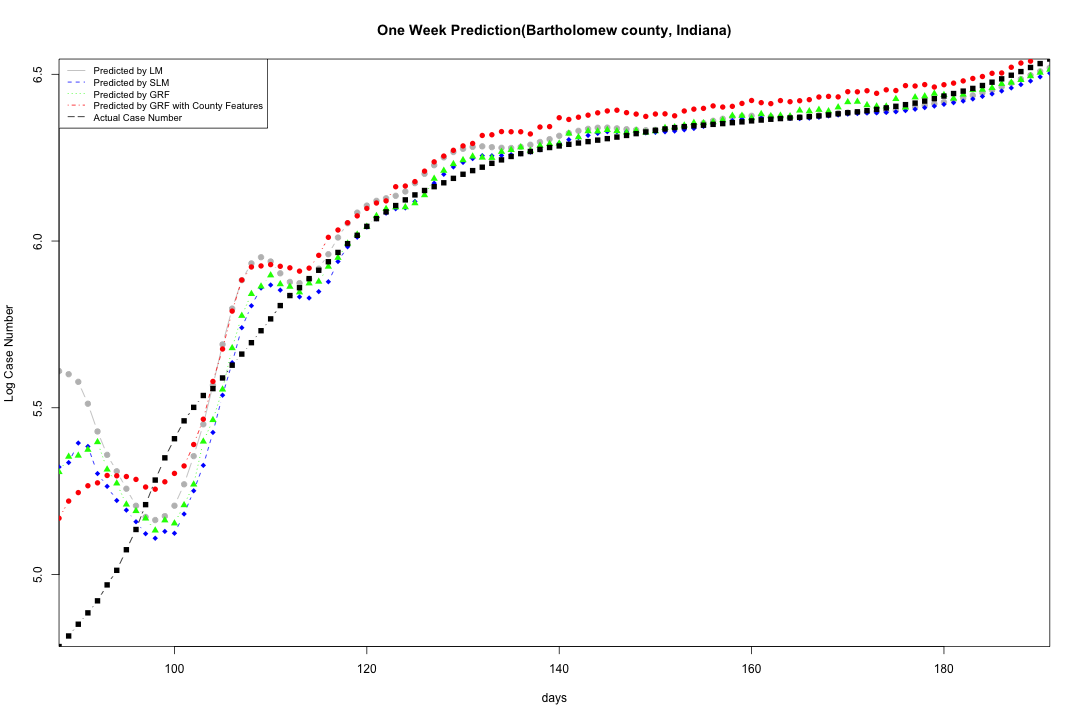 One Week Prediction(Bartholomew county, Indiana)
Predicted by LM
Predicted by SLM
Predicted by GRF
Predicted by GRF with County Features
Actual Case Number
6.5
6.0
5.5
5.0
Log Case Number
100 120 140 160 180
days